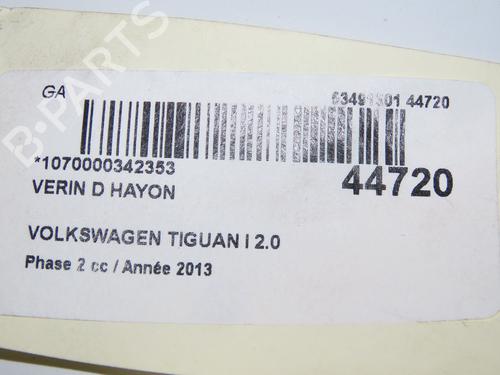 B-PARTS
GA
63491301 44720
*1070000342353
44720
VERIN D HAYON
VOLKSWAGEN TIGUAN I 2.0
Phase 2 cc / Année 2013